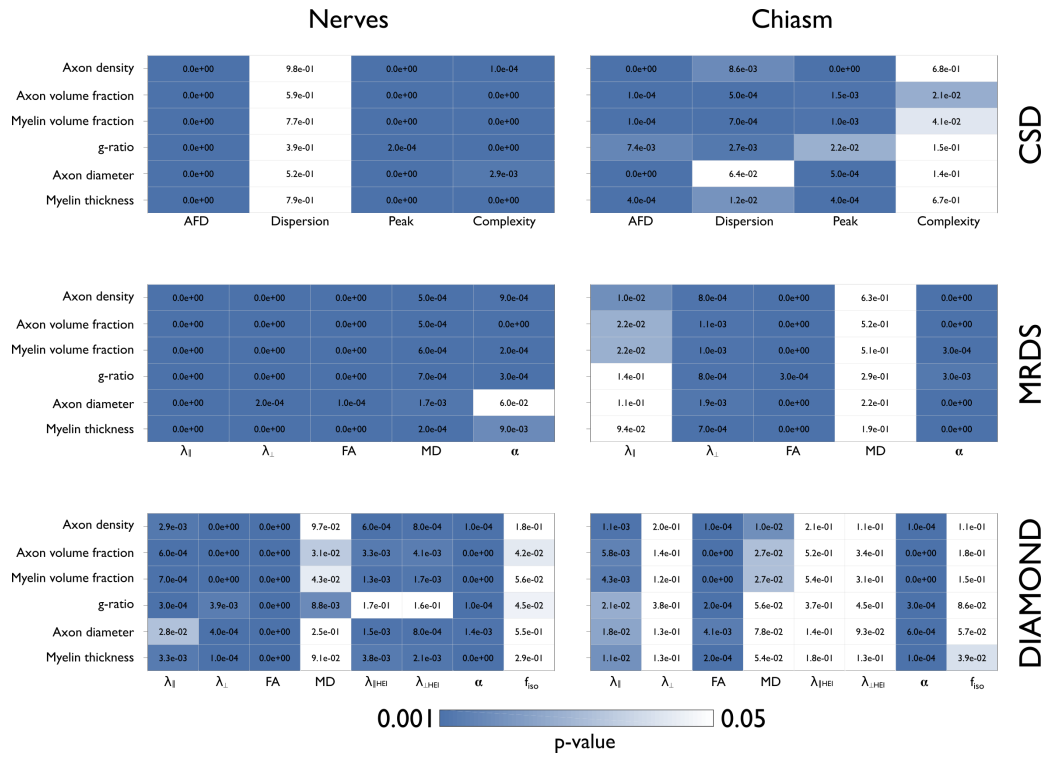 Nerves Chiasm
CSD
Axon density 0.0e+00 9.8e-01 0.0e+00 1.0e-04 0.0e+00 8.6e-03 0.0e+00 6.8e-01
Axon volume fraction 0.0e+00 5.9e-01 0.0e+00 0.0e+00 1.0e-04 5.0e-04 1.5e-03 2.1e-02
Myelin volume fraction 0.0e+00 7.7e-01 0.0e+00 0.0e+00 1.0e-04 7.0e-04 1.0e-03 4.1e-02
g-ratio 0.0e+00 3.9e-01 2.0e-04 0.0e+00 7.4e-03 2.7e-03 2.2e-02 1.5e-01
Axon diameter 0.0e+00 5.2e-01 0.0e+00 2.9e-03 0.0e+00 6.4e-02 5.0e-04 1.4e-01
Myelin thickness 0.0e+00 7.9e-01 0.0e+00 0.0e+00 4.0e-04 1.2e-02 4.0e-04 6.7e-01
AFD Dispersion Peak Complexity AFD Dispersion Peak Complexity
MRDS
Axon density 0.0e+00 0.0e+00 0.0e+00 5.0e-04 9.0e-04 1.0e-02 8.0e-04 0.0e+00 6.3e-01 0.0e+00
Axon volume fraction 0.0e+00 0.0e+00 0.0e+00 5.0e-04 0.0e+00 2.2e-02 1.1e-03 0.0e+00 5.2e-01 0.0e+00
Myelin volume fraction 0.0e+00 0.0e+00 0.0e+00 6.0e-04 2.0e-04 2.2e-02 1.0e-03 0.0e+00 5.1e-01 3.0e-04
g-ratio 0.0e+00 0.0e+00 0.0e+00 7.0e-04 3.0e-04 1.4e-01 8.0e-04 3.0e-04 2.9e-01 3.0e-03
Axon diameter 0.0e+00 2.0e-04 1.0e-04 1.7e-03 6.0e-02 1.1e-01 1.9e-03 0.0e+00 2.2e-01 0.0e+00
Myelin thickness 0.0e+00 0.0e+00 0.0e+00 2.0e-04 9.0e-03 9.4e-02 7.0e-04 0.0e+00 1.9e-01 0.0e+00
λ∥ λ⊥ FA MD α λ∥ λ⊥ FA MD α
DIAMOND
Axon density 2.9e-03 0.0e+00 0.0e+00 9.7e-02 6.0e-04 8.0e-04 1.0e-04 1.8e-01 1.1e-03 2.0e-01 1.0e-04 1.0e-02 2.1e-01 1.1e-01 1.0e-04 1.1e-01
Axon volume fraction 6.0e-04 0.0e+00 0.0e+00 3.1e-02 3.3e-03 4.1e-03 0.0e+00 4.2e-02 5.8e-03 1.4e-01 0.0e+00 2.7e-02 5.2e-01 3.4e-01 0.0e+00 1.8e-01
Myelin volume fraction 7.0e-04 0.0e+00 0.0e+00 4.3e-02 1.3e-03 1.7e-03 0.0e+00 5.6e-02 4.3e-03 1.2e-01 0.0e+00 2.7e-02 5.4e-01 3.1e-01 0.0e+00 1.5e-01
g-ratio 3.0e-04 3.9e-03 0.0e+00 8.8e-03 1.7e-01 1.6e-01 1.0e-04 4.5e-02 2.1e-02 3.8e-01 2.0e-04 5.6e-02 3.7e-01 4.5e-01 3.0e-04 8.6e-02
Axon diameter 2.8e-02 4.0e-04 0.0e+00 2.5e-01 1.5e-03 8.0e-04 1.4e-03 5.5e-01 1.8e-02 1.3e-01 4.1e-03 7.8e-02 1.4e-01 9.3e-02 6.0e-04 5.7e-02
Myelin thickness 3.3e-03 1.0e-04 0.0e+00 9.1e-02 3.8e-03 2.1e-03 0.0e+00 2.9e-01 1.1e-02 1.3e-01 2.0e-04 5.4e-02 1.8e-01 1.3e-01 1.0e-04 3.9e-02
λ∥ λ⊥ FA MD λ∥HEI λ⊥HEI α fiso λ∥ λ⊥ FA MD λ∥HEI λ⊥HEI α fiso
0.001 0.05
p-value